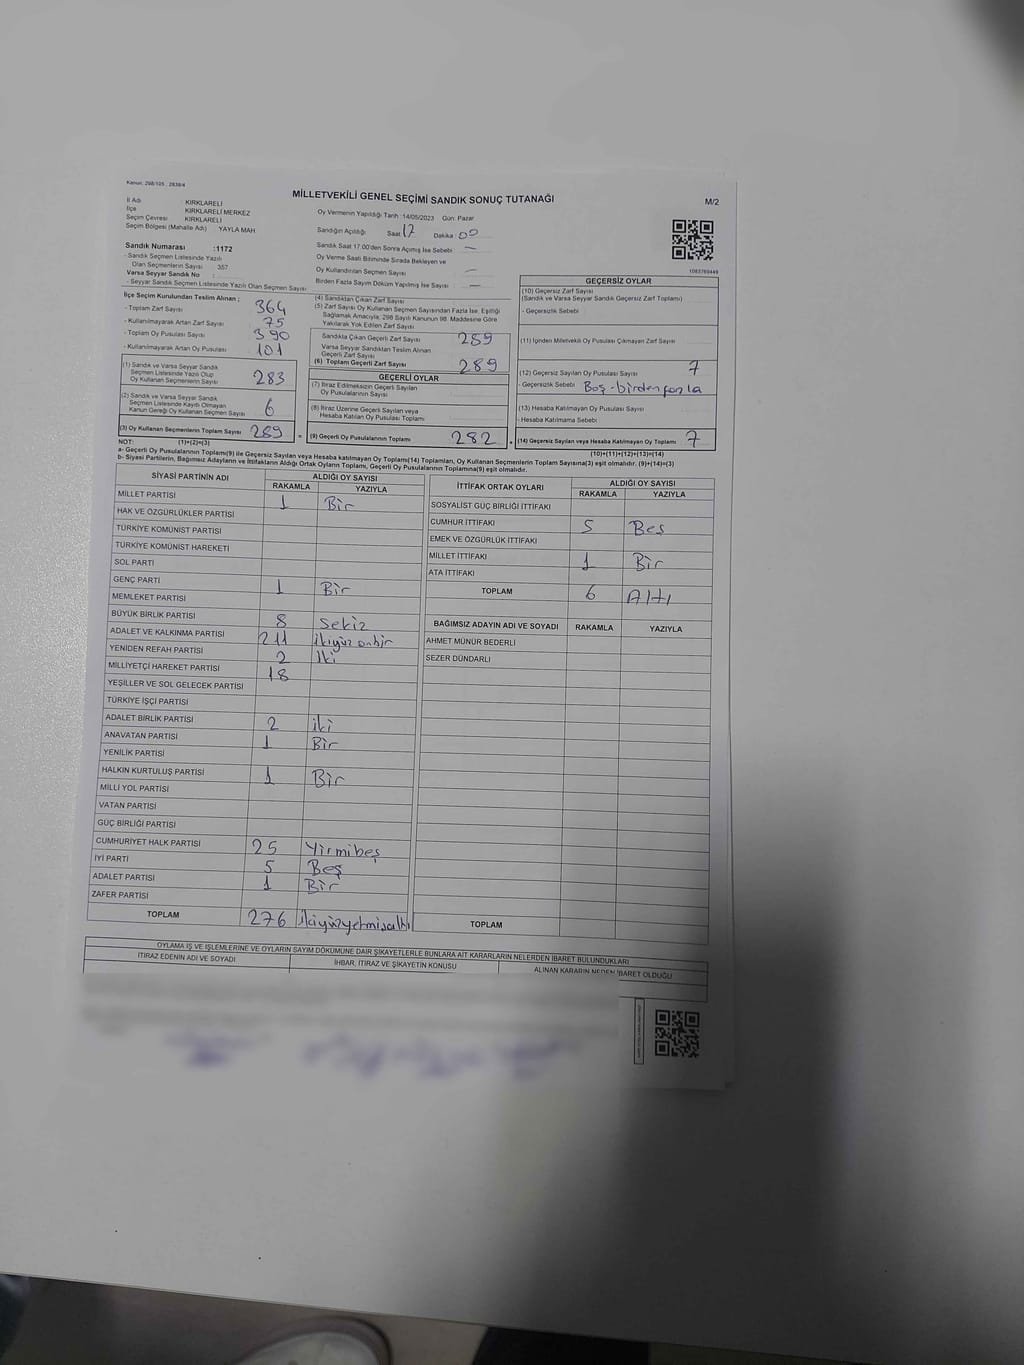 Kanun: 298/105 , 2839/4
MİLLETVEKİLİ GENEL SEÇİMİ SANDIK SONUÇ TUTANAĞI
M/2
İl Adı KIRKLARELİ
İlçe KIRKLARELİ MERKEZ
Seçim Çevresi KIRKLARELİ
Seçim Bölgesi (Mahalle Adı) YAYLA MAH
Sandık Numarası :1172
- Sandık Seçmen Listesinde Yazılı
Olan Seçmenlerin Sayısı : 357
Varsa Seyyar Sandık No :
- Seyyar Sandık Seçmen Listesinde Yazılı Olan Seçmen Sayısı
Oy Vermenin Yapıldığı Tarih :14/05/2023 Gün: Pazar
Sandığın Açıldığı Saat 17 Dakika 00
Sandık Saat 17:00'den Sonra Açılmış İse Sebebi —
Oy Verme Saati Bitiminde Sırada Bekleyen ve
Oy Kullandırılan Seçmen Sayısı —
Birden Fazla Sayım Döküm Yapılmış İse Sayısı —
1083769449
İlçe Seçim Kurulundan Teslim Alınan ;
- Toplam Zarf Sayısı 364
- Kullanılmayarak Artan Zarf Sayısı 75
- Toplam Oy Pusulası Sayısı 390
- Kullanılmayarak Artan Oy Pusulası 101
(1) Sandık ve Varsa Seyyar Sandık
Seçmen Listesinde Yazılı Olup
Oy Kullanan Seçmenlerin Sayısı 283
(2) Sandık ve Varsa Seyyar Sandık
Seçmen Listesinde Kayıtlı Olmayan
Kanun Gereği Oy Kullanan Seçmen Sayısı 6
(3) Oy Kullanan Seçmenlerin Toplam Sayısı 289
(4) Sandıktan Çıkan Zarf Sayısı
(5) Zarf Sayısı Oy Kullanan Seçmen Sayısından Fazla İse, Eşitliği
Sağlamak Amacıyla, 298 Sayılı Kanunun 98. Maddesine Göre
Yakılarak Yok Edilen Zarf Sayısı
Sandıkta Çıkan Geçerli Zarf Sayısı 289
Varsa Seyyar Sandıktan Teslim Alınan
Geçerli Zarf Sayısı
(6) Toplam Geçerli Zarf Sayısı 289
GEÇERLİ OYLAR
(7) İtiraz Edilmeksizin Geçerli Sayılan
Oy Pusulalarının Sayısı
(8) İtiraz Üzerine Geçerli Sayılan veya
Hesaba Katılan Oy Pusulası Toplamı
= (9) Geçerli Oy Pusulalarının Toplamı 282 +
GEÇERSİZ OYLAR
(10) Geçersiz Zarf Sayısı
(Sandık ve Varsa Seyyar Sandık Geçersiz Zarf Toplamı)
- Geçersizlik Sebebi
(11) İçinden Milletvekili Oy Pusulası Çıkmayan Zarf Sayısı
(12) Geçersiz Sayılan Oy Pusulası Sayısı 7
- Geçersizlik Sebebi Boş-birden fazla
(13) Hesaba Katılmayan Oy Pusulası Sayısı
- Hesaba Katılmama Sebebi
(14) Geçersiz Sayılan veya Hesaba Katılmayan Oy Toplamı 7
NOT: (1)+(2)=(3) (10)+(11)+(12)+(13)=(14)
a- Geçerli Oy Pusulaları Toplamı(9) ile Geçersiz Sayılan veya Hesaba Katılmayan Oy Toplamı(14) Toplamları, Oy Kullanan Seçmenlerin Toplam Sayısına(3) eşit olmalıdır. (9)+(14)=(3)
b- Siyasi Partilerin, Bağımsız Adayların ve İttifakların Aldığı Ortak Oyların Toplamı, Geçerli Oy Pusulalarının Toplamına(9) eşit olmalıdır.
SİYASİ PARTİNİN ADI ALDIĞI OY SAYISI
RAKAMLA YAZIYLA
MİLLET PARTİSİ 1 Bir
HAK VE ÖZGÜRLÜKLER PARTİSİ
TÜRKİYE KOMÜNİST PARTİSİ
TÜRKİYE KOMÜNİST HAREKETİ
SOL PARTİ
GENÇ PARTİ 1 Bir
MEMLEKET PARTİSİ
BÜYÜK BİRLİK PARTİSİ 8 Sekiz
ADALET VE KALKINMA PARTİSİ 211 ikiyüz onbir
YENİDEN REFAH PARTİSİ 2 İki
MİLLİYETÇİ HAREKET PARTİSİ 18
YEŞİLLER VE SOL GELECEK PARTİSİ
TÜRKİYE İŞÇİ PARTİSİ
ADALET BİRLİK PARTİSİ 2 iki
ANAVATAN PARTİSİ 1 Bir
YENİLİK PARTİSİ
HALKIN KURTULUŞ PARTİSİ 1 Bir
MİLLİ YOL PARTİSİ
VATAN PARTİSİ
GÜÇ BİRLİĞİ PARTİSİ
CUMHURİYET HALK PARTİSİ 25 Yirmibeş
İYİ PARTİ 5 Beş
ADALET PARTİSİ 1 Bir
ZAFER PARTİSİ
TOPLAM 276 ikiyüzyetmişaltı
İTTİFAK ORTAK OYLARI ALDIĞI OY SAYISI
RAKAMLA YAZIYLA
SOSYALİST GÜÇ BİRLİĞİ İTTİFAKI
CUMHUR İTTİFAKI 5 Beş
EMEK VE ÖZGÜRLÜK İTTİFAKI
MİLLET İTTİFAKI 1 Bir
ATA İTTİFAKI
TOPLAM 6 Altı
BAĞIMSIZ ADAYIN ADI VE SOYADI RAKAMLA YAZIYLA
AHMET MÜNÜR BEDERLİ
SEZER DÜNDARLI
TOPLAM
OYLAMA İŞ VE İŞLEMLERİNE VE OYLARIN SAYIM DÖKÜMÜNE DAİR ŞİKAYETLERLE BUNLARA AİT KARARLARIN NELERDEN İBARET BULUNDUKLARI
İTİRAZ EDENİN ADI VE SOYADI İHBAR, İTİRAZ VE ŞİKAYETİN KONUSU ALINAN KARARIN NEDEN İBARET OLDUĞU